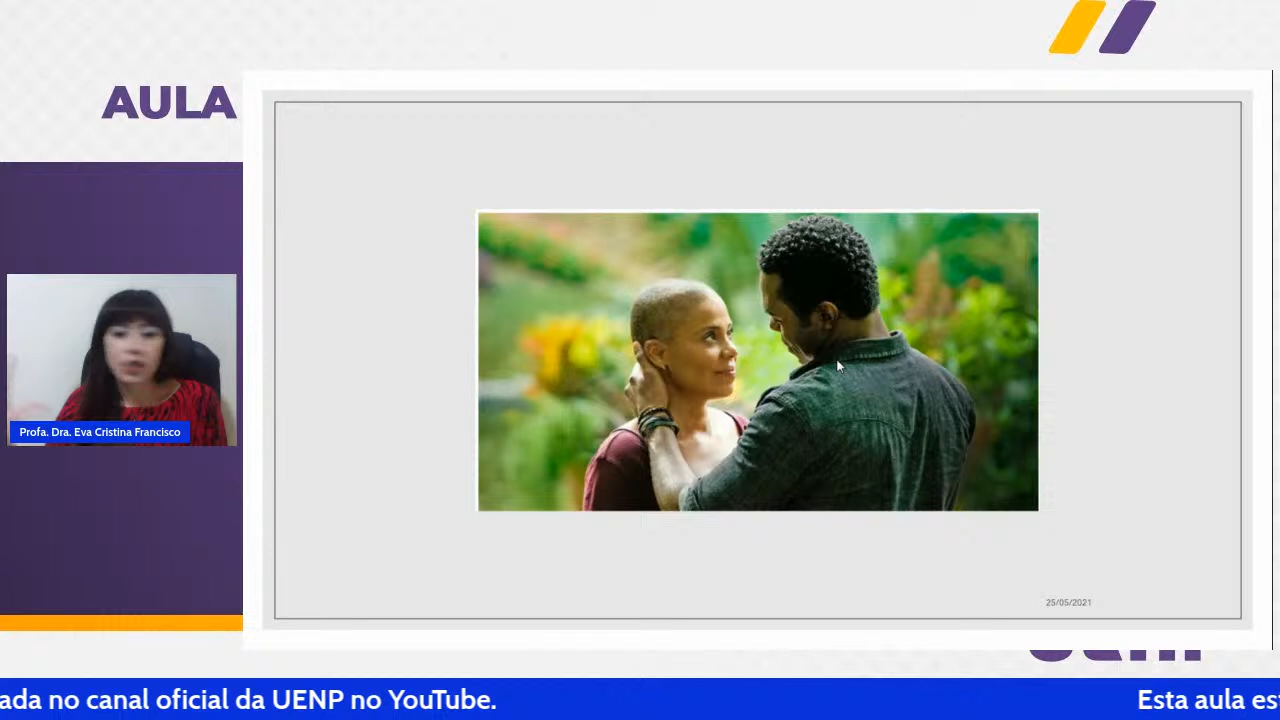 AULA
Profa. Dra. Eva Cristina Francisco
25/05/2021
ada no canal oficial da UENP no YouTube.
Esta aula es